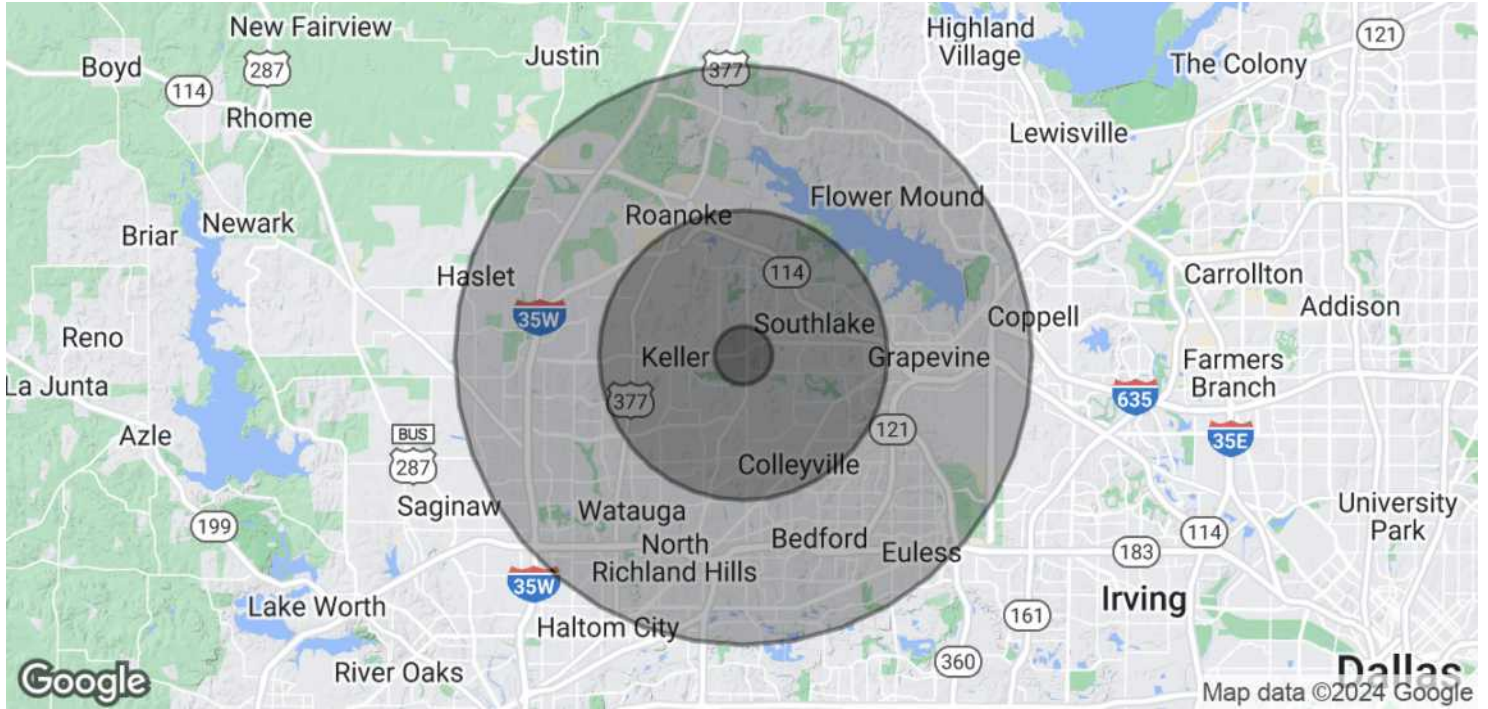 New Fairview
Highland
Village
121
Justin
Boyd
287
377
The Colony
114
Rhome
Lewisville
Flower Mound
Roanoke
Newark
Briar
114
Haslet
Carrollton
35W
Southlake
Coppell
Addison
Reno
Keller
Grapevine
Farmers
Branch
La Junta
377
635
Azle
BUS
287
121
35E
Colleyville
Saginaw
Watauga
University
Park
199
North
Richland Hills
Bedford
Euless
183
114
35W
Lake Worth
Irving
Haltom City
161
River Oaks
360
Dallas
Google
Map data ©2024 Google